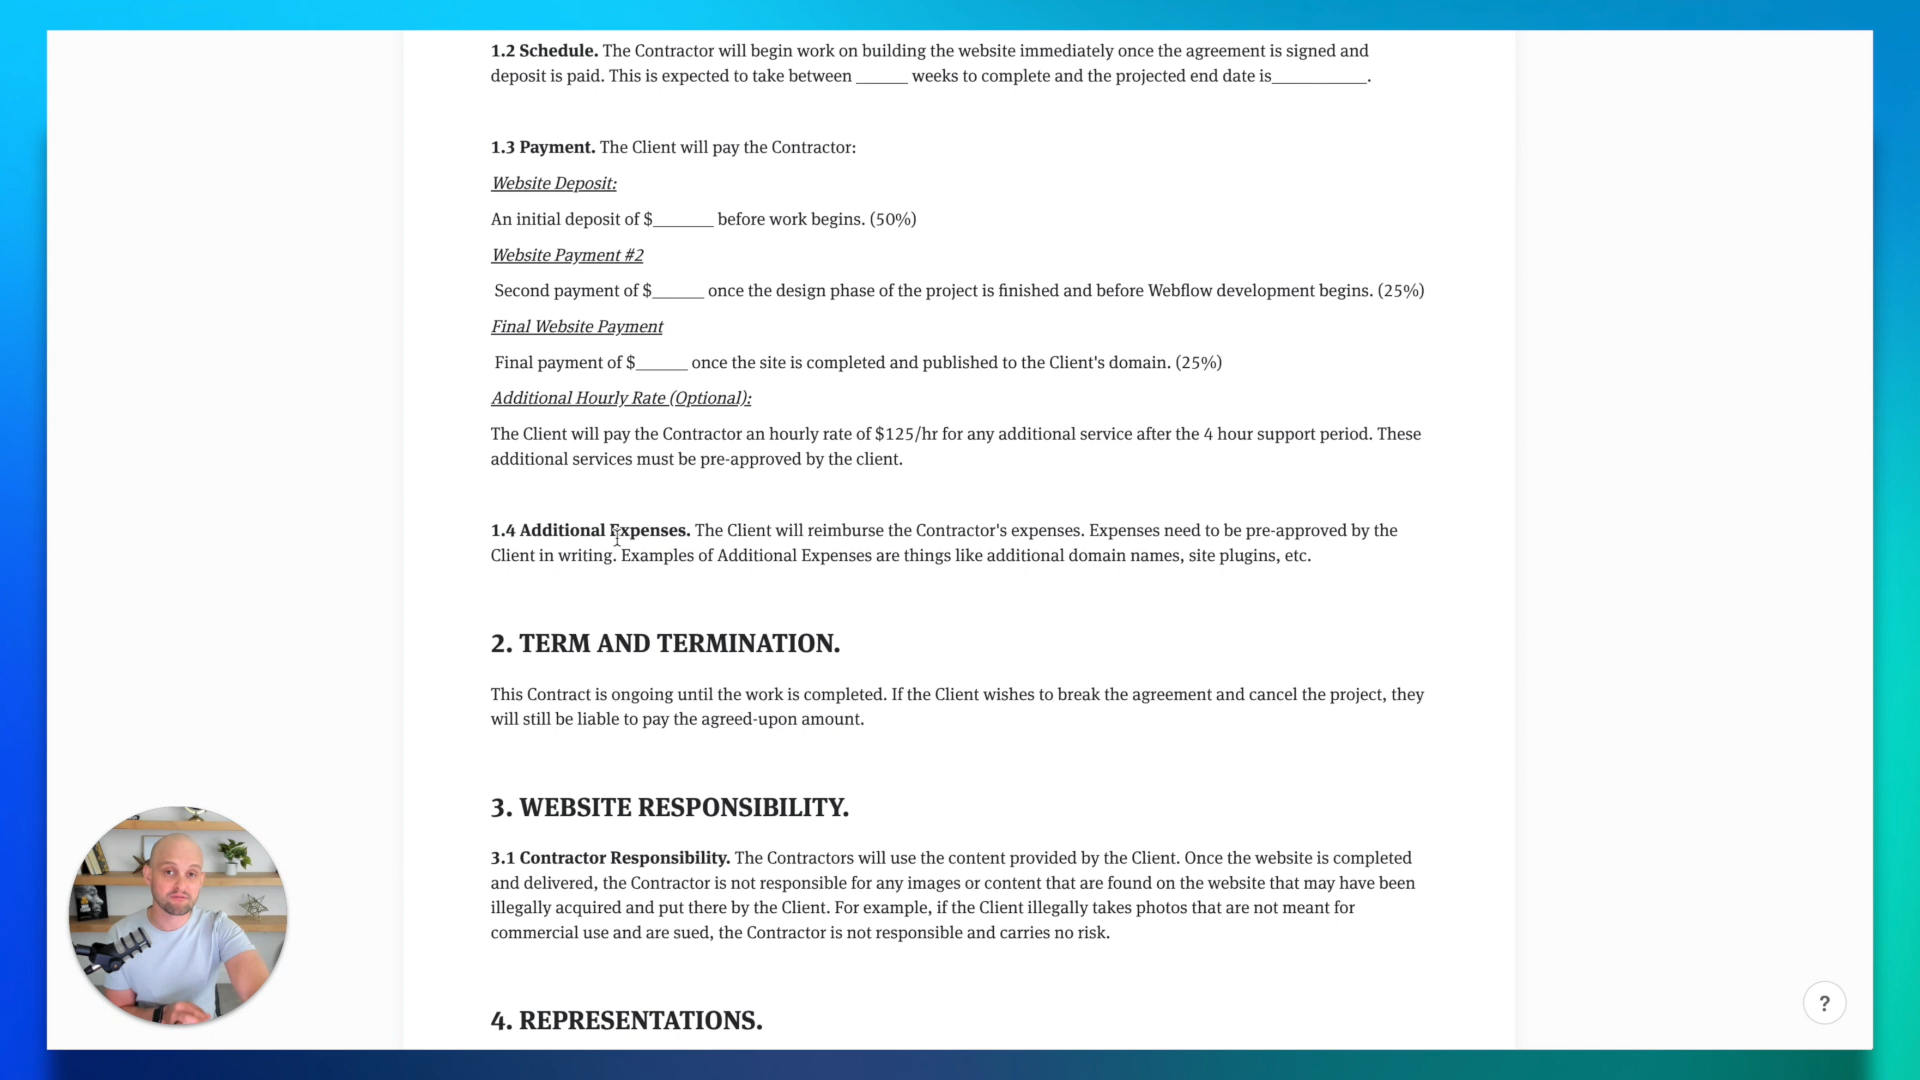 1.2 Schedule. The Contractor will begin work on building the website immediately once the agreement is signed and
deposit is paid. This is expected to take between ______ weeks to complete and the projected end date is___________.
1.3 Payment. The Client will pay the Contractor:
Website Deposit:
An initial deposit of $_______ before work begins. (50%)
Website Payment #2
Second payment of $______ once the design phase of the project is finished and before Webflow development begins. (25%)
Final Website Payment
Final payment of $______ once the site is completed and published to the Client's domain. (25%)
Additional Hourly Rate (Optional):
The Client will pay the Contractor an hourly rate of $125/hr for any additional service after the 4 hour support period. These
additional services must be pre-approved by the client.
1.4 Additional Expenses. The Client will reimburse the Contractor's expenses. Expenses need to be pre-approved by the
Client in writing. Examples of Additional Expenses are things like additional domain names, site plugins, etc.
2. TERM AND TERMINATION.
This Contract is ongoing until the work is completed. If the Client wishes to break the agreement and cancel the project, they
will still be liable to pay the agreed-upon amount.
3. WEBSITE RESPONSIBILITY.
3.1 Contractor Responsibility. The Contractors will use the content provided by the Client. Once the website is completed
and delivered, the Contractor is not responsible for any images or content that are found on the website that may have been
illegally acquired and put there by the Client. For example, if the Client illegally takes photos that are not meant for
commercial use and are sued, the Contractor is not responsible and carries no risk.
4. REPRESENTATIONS.
?